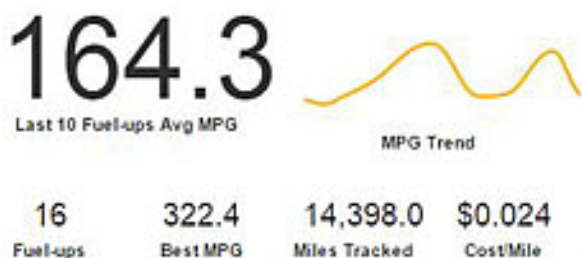 164.3
Last 10 Fuel-ups Avg MPG
MPG Trend
16 322.4 14,398.0 $0.024
Fuel-ups Best MPG Miles Tracked Cost/Mile